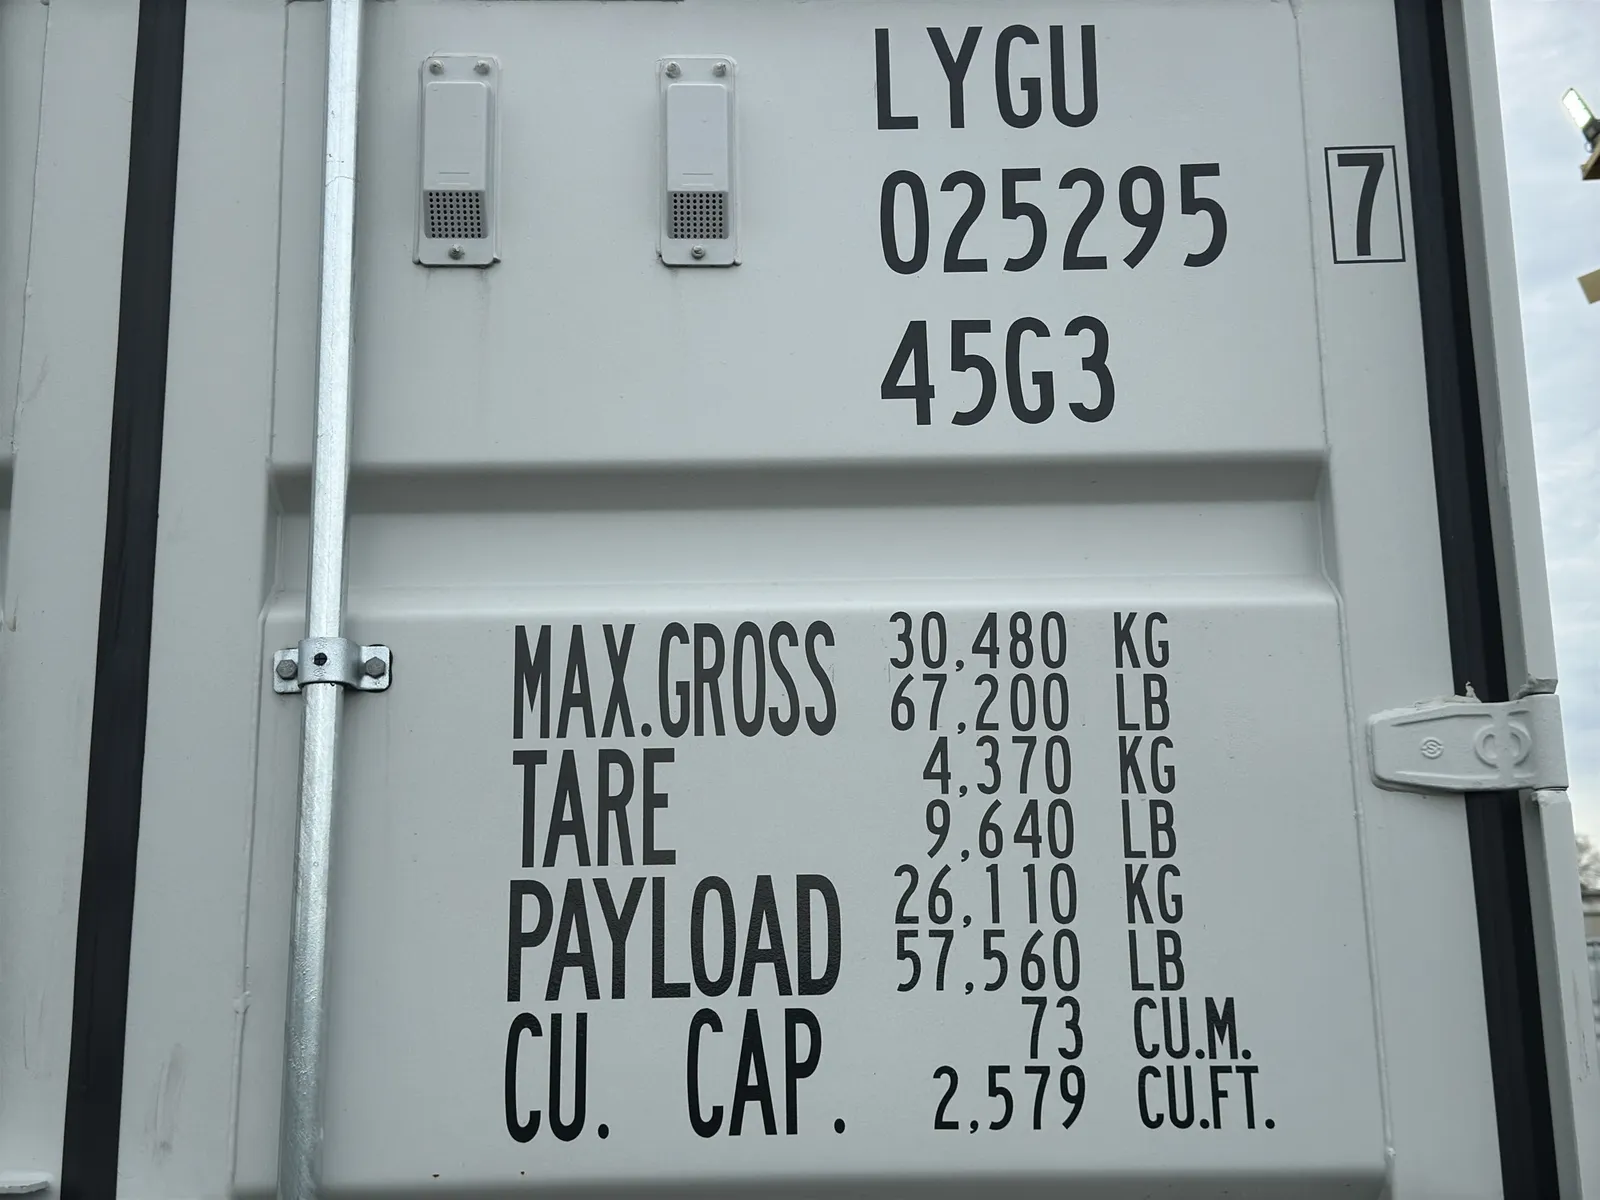 LYGU
025295 7
45G3
MAX.GROSS 30,480 KG
67,200 LB
TARE 4,370 KG
9,640 LB
PAYLOAD 26,110 KG
57,560 LB
CU. CAP. 73 CU.M.
2,579 CU.FT.